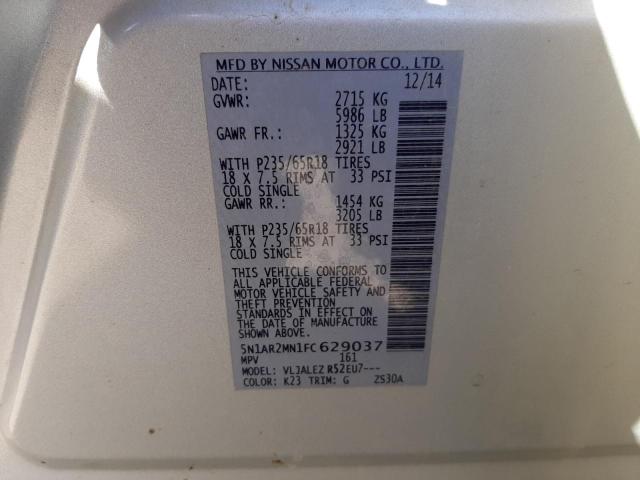 MFD BY NISSAN MOTOR CO., LTD.
DATE: 12/14
GVWR: 2715 KG
5986 LB
GAWR FR.: 1325 KG
2921 LB
WITH P235/65R18 TIRES
18 X 7.5 RIMS AT 33 PSI
COLD SINGLE
GAWR RR.: 1454 KG
3205 LB
WITH P235/65R18 TIRES
18 X 7.5 RIMS AT 33 PSI
COLD SINGLE
THIS VEHICLE CONFORMS TO
ALL APPLICABLE FEDERAL
MOTOR VEHICLE SAFETY AND
THEFT PREVENTION
STANDARDS IN EFFECT ON
THE DATE OF MANUFACTURE
SHOWN ABOVE.
5N1AR2MN1FC629037
MPV 161
MODEL: VLJALEZ R52EU7---
COLOR: K23 TRIM: G ZS30A